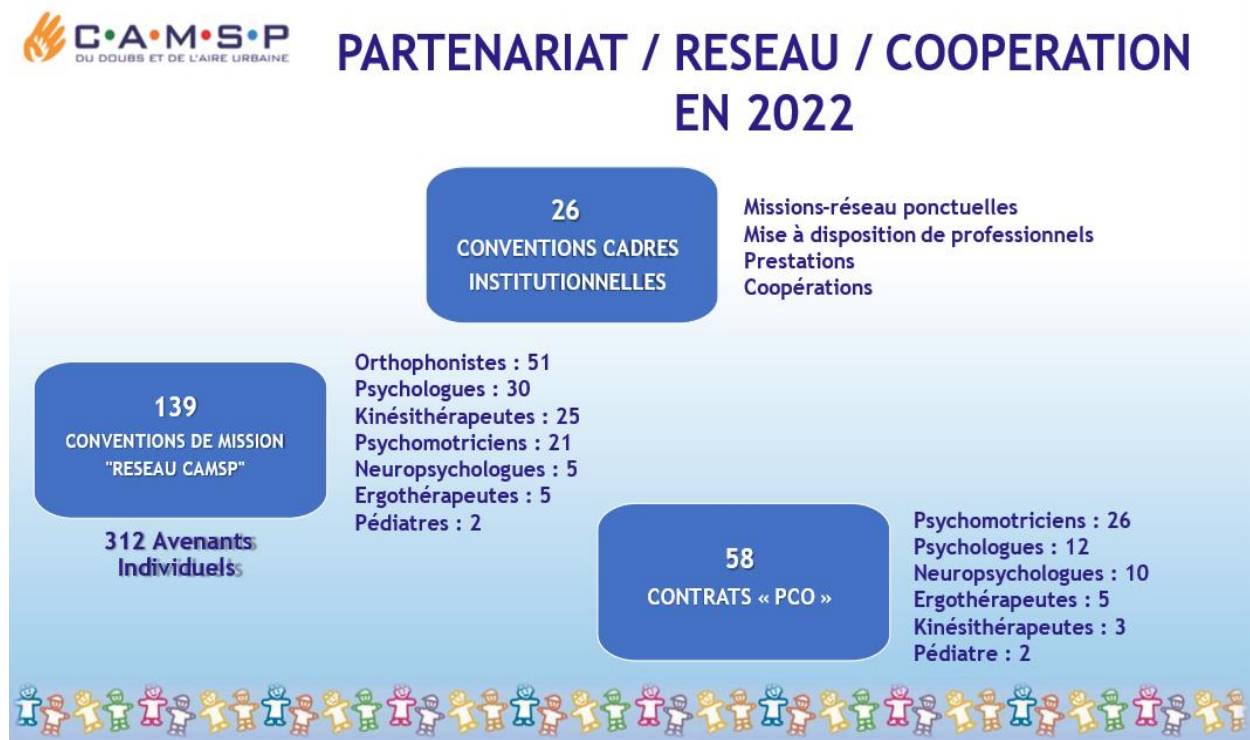 C•A•M•S•P
DU DOUBS ET DE L'AIRE URBAINE
PARTENARIAT / RESEAU / COOPERATION
EN 2022
26
CONVENTIONS CADRES
INSTITUTIONNELLES
Missions-réseau ponctuelles
Mise à disposition de professionnels
Prestations
Coopérations
139
CONVENTIONS DE MISSION
"RESEAU CAMSP"
312 Avenants
Individuels
Orthophonistes : 51
Psychologues : 30
Kinésithérapeutes : 25
Psychomotriciens : 21
Neuropsychologues : 5
Ergothérapeutes : 5
Pédiatres : 2
58
CONTRATS « PCO »
Psychomotriciens : 26
Psychologues : 12
Neuropsychologues : 10
Ergothérapeutes : 5
Kinésithérapeutes : 3
Pédiatre : 2